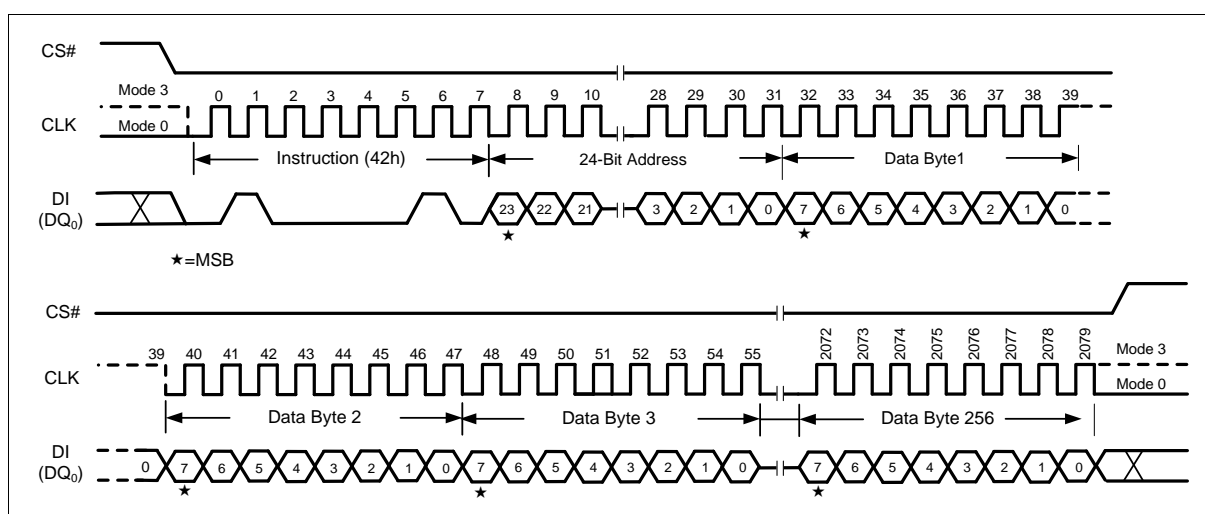 CS#
Mode 3
0 1 2 3 4 5 6 7 8 9 10 28 29 30 31 32 33 34 35 36 37 38 39
CLK
Mode 0
Instruction (42h) 24-Bit Address Data Byte1
DI
(DQ0)
23 22 21 3 2 1 0 7 6 5 4 3 2 1 0
★ ★
★=MSB
CS#
39 40 41 42 43 44 45 46 47 48 49 50 51 52 53 54 55 2072 2073 2074 2075 2076 2077 2078 2079
Mode 3
CLK
Mode 0
Data Byte 2 Data Byte 3 Data Byte 256
DI
(DQ0)
0 7 6 5 4 3 2 1 0 7 6 5 4 3 2 1 0 7 6 5 4 3 2 1 0
★ ★ ★